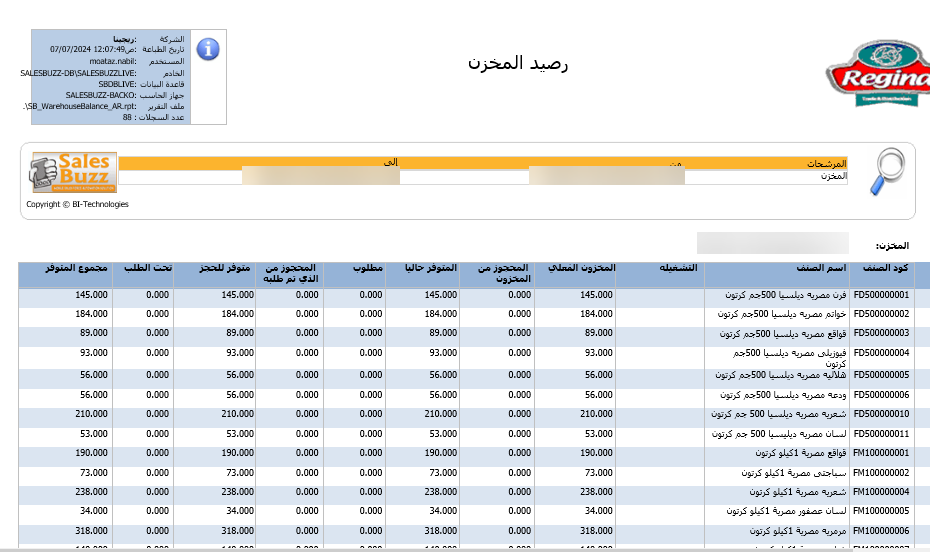 الشركة :ريجينا
تاريخ الطباعة :ص12:07:49 07/07/2024
المستخدم :moataz.nabil
الخادم :SALESBUZZ-DB\SALESBUZZLIVE
قاعدة البيانات :SBDBLIVE
جهاز الحاسب :SALESBUZZ-BACKO
ملف التقرير :SB_WarehouseBalance_AR.rpt\.
عدد السجلات : 88
رصيد المخزن
Regina
Trade & Distribution
Sales Buzz
المرشحات من إلى
المخزن
Copyright © BI-Technologies
المخزن:
كود الصنف اسم الصنف التشغيله المخزون الفعلي المحجوز من المخزون المتوفر حاليا مطلوب المحجوز من الذي تم طلبه متوفر للحجز تحت الطلب مجموع المتوفر
FD500000001 فرن مصريه ديلسيا 500جم كرتون 145.000 0.000 145.000 0.000 0.000 145.000 0.000 145.000
FD500000002 خواتم مصريه ديلسيا 500جم كرتون 184.000 0.000 184.000 0.000 0.000 184.000 0.000 184.000
FD500000003 قواقع مصريه ديلسيا 500جم كرتون 89.000 0.000 89.000 0.000 0.000 89.000 0.000 89.000
FD500000004 فيوزيلى مصريه ديلسيا 500جم كرتون 93.000 0.000 93.000 0.000 0.000 93.000 0.000 93.000
FD500000005 هلاليه مصريه ديلسيا 500جم كرتون 56.000 0.000 56.000 0.000 0.000 56.000 0.000 56.000
FD500000006 ودعه مصريه ديلسيا 500جم كرتون 56.000 0.000 56.000 0.000 0.000 56.000 0.000 56.000
FD500000010 شعريه مصريه ديلسيا 500 جم كرتون 210.000 0.000 210.000 0.000 0.000 210.000 0.000 210.000
FD500000011 لسان مصريه ديليسيا 500 جم كرتون 53.000 0.000 53.000 0.000 0.000 53.000 0.000 53.000
FM100000001 قواقع مصرية 1كيلو كرتون 190.000 0.000 190.000 0.000 0.000 190.000 0.000 190.000
FM100000002 سباجتى مصرية 1كيلو كرتون 73.000 0.000 73.000 0.000 0.000 73.000 0.000 73.000
FM100000004 شعريه مصرية 1كيلو كرتون 238.000 0.000 238.000 0.000 0.000 238.000 0.000 238.000
FM100000005 لسان عصفور مصرية 1كيلو كرتون 34.000 0.000 34.000 0.000 0.000 34.000 0.000 34.000
FM100000006 مرمريه مصرية 1كيلو كرتون 318.000 0.000 318.000 0.000 0.000 318.000 0.000 318.000